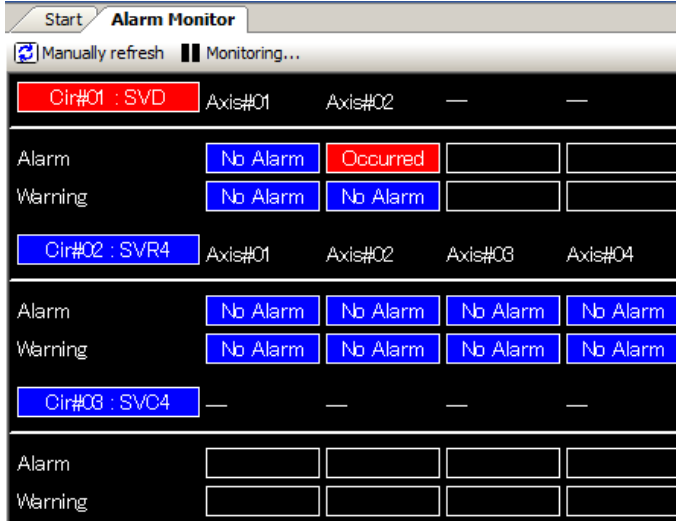 Start Alarm Monitor
Manually refresh Monitoring...
Cir#01 : SVD Axis#01 Axis#02 — —
Alarm No Alarm Occurred
Warning No Alarm No Alarm
Cir#02 : SVR4 Axis#01 Axis#02 Axis#03 Axis#04
Alarm No Alarm No Alarm No Alarm No Alarm
Warning No Alarm No Alarm No Alarm No Alarm
Cir#03 : SVC4 — — — —
Alarm
Warning